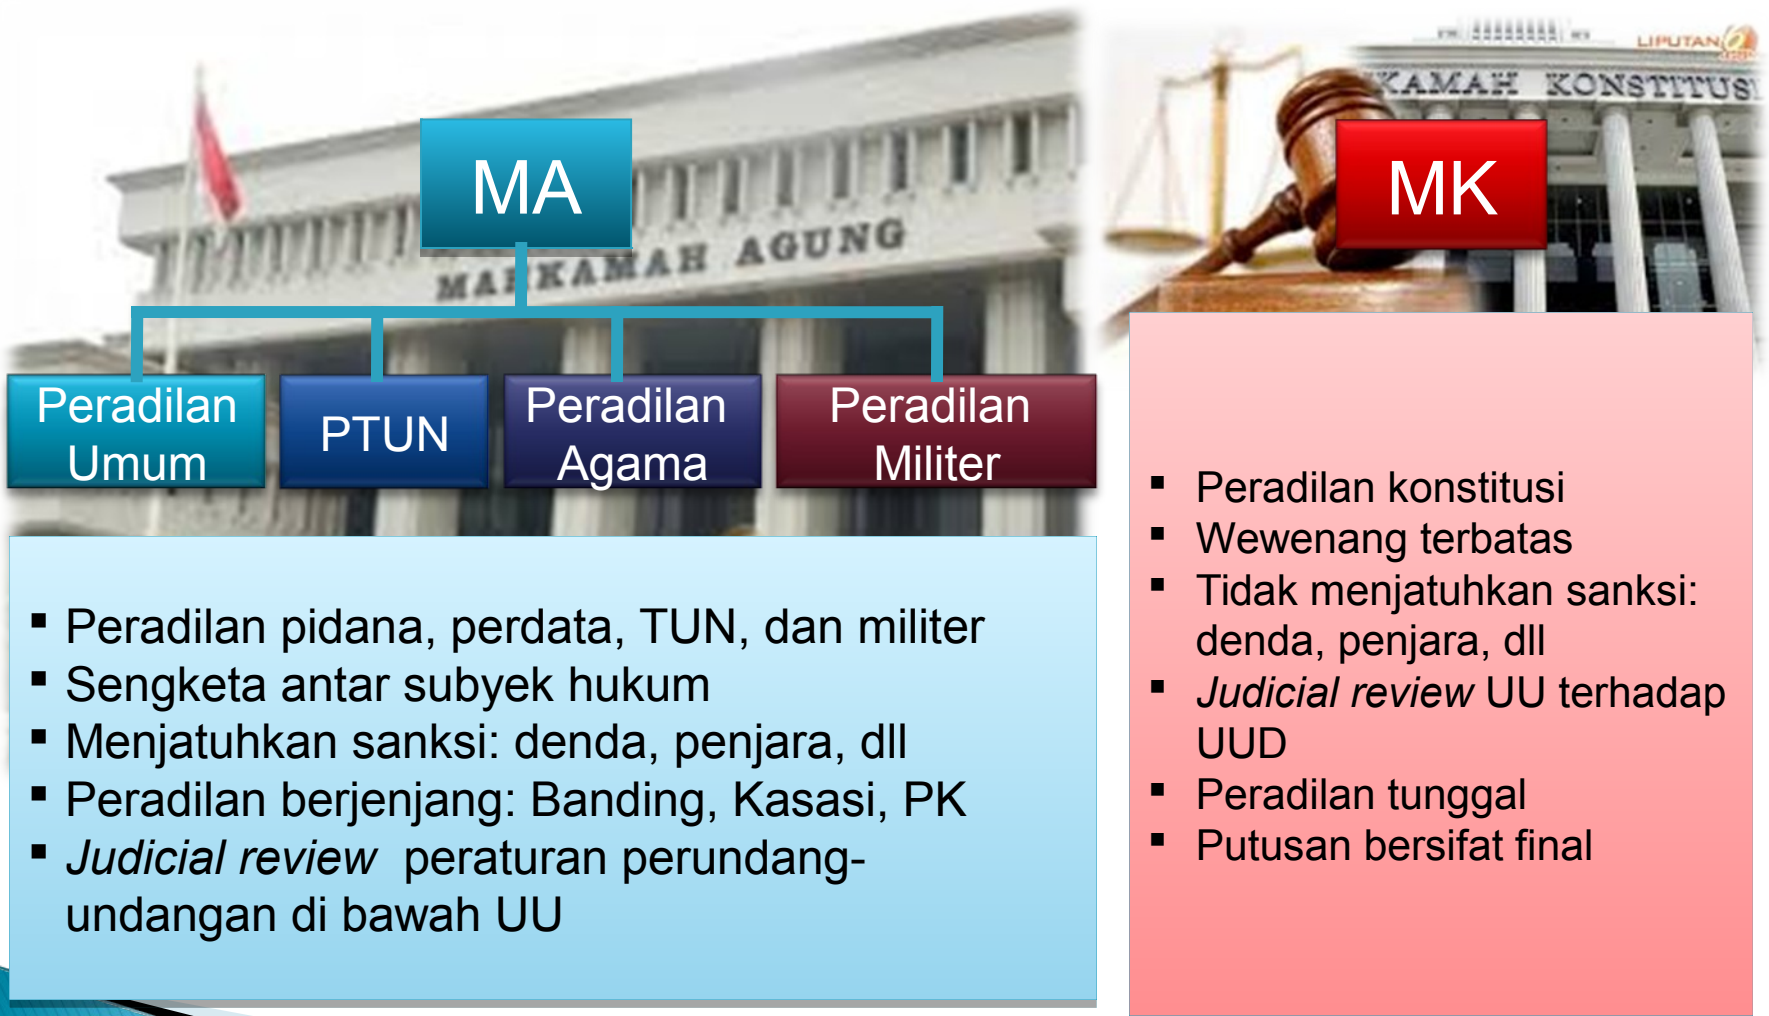 MA
MAHKAMAH AGUNG
Peradilan
Umum
PTUN
Peradilan
Agama
Peradilan
Militer
▪ Peradilan pidana, perdata, TUN, dan militer
▪ Sengketa antar subyek hukum
▪ Menjatuhkan sanksi: denda, penjara, dll
▪ Peradilan berjenjang: Banding, Kasasi, PK
▪ Judicial review peraturan perundang-
undangan di bawah UU
LIPUTAN 6
KAMAH KONSTITUSI
MK
▪ Peradilan konstitusi
▪ Wewenang terbatas
▪ Tidak menjatuhkan sanksi:
denda, penjara, dll
▪ Judicial review UU terhadap
UUD
▪ Peradilan tunggal
▪ Putusan bersifat final